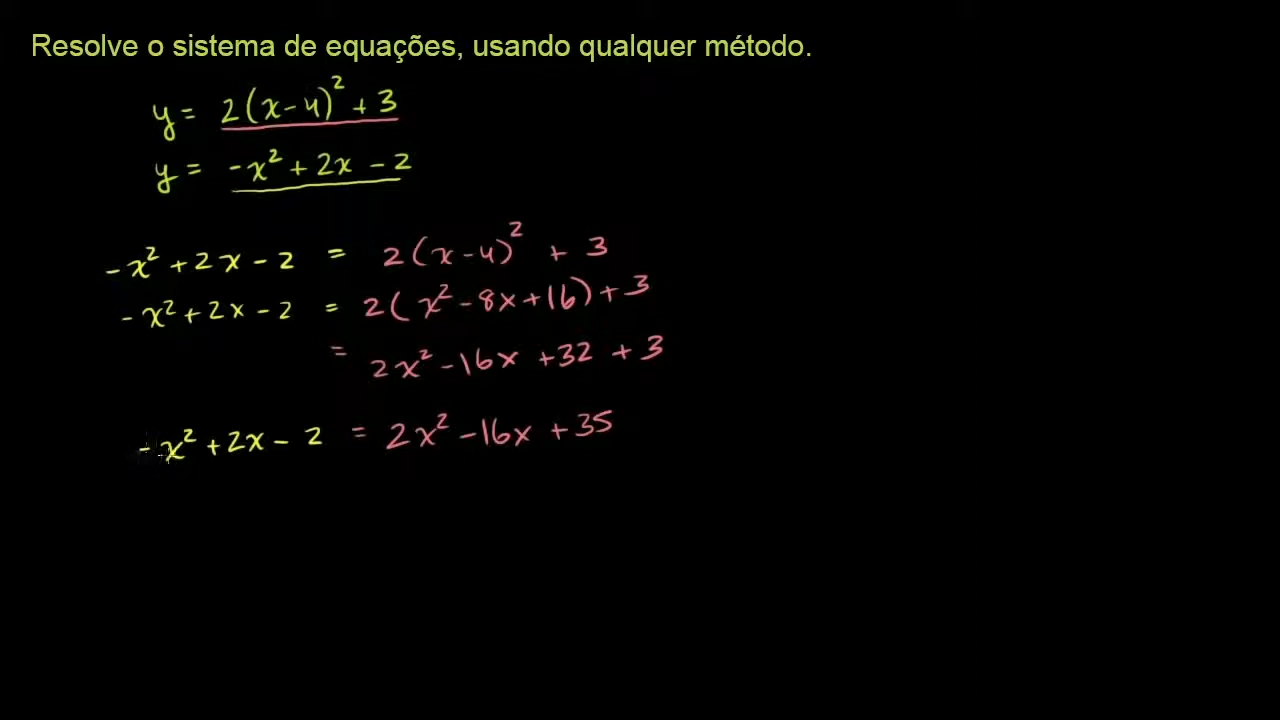 Resolve o sistema de equações, usando qualquer método.
y = 2(x-4)² + 3
y = -x² + 2x - 2
-x² + 2x - 2 = 2(x-4)² + 3
-x² + 2x - 2 = 2(x² - 8x + 16) + 3
= 2x² - 16x + 32 + 3
-x² + 2x - 2 = 2x² - 16x + 35